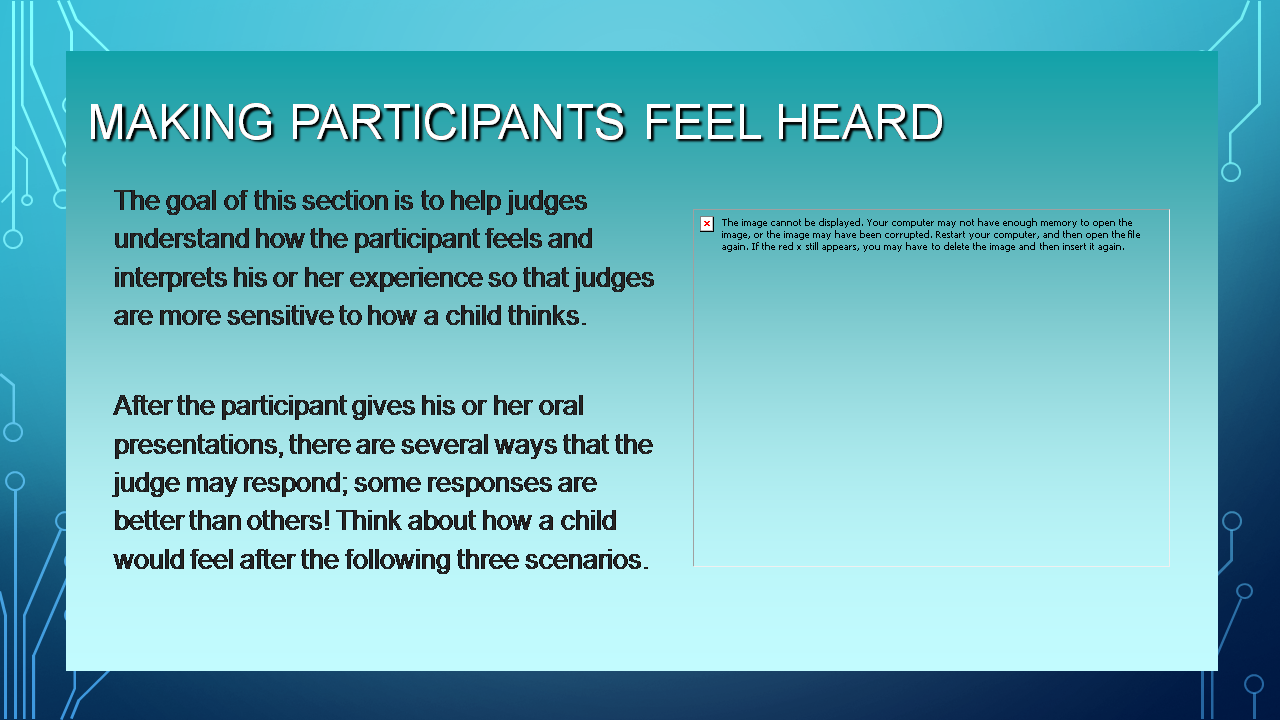 MAKING PARTICIPANTS FEEL HEARD
The goal of this section is to help judges
understand how the participant feels and
interprets his or her experience so that judges
are more sensitive to how a child thinks.
After the participant gives his or her oral
presentations, there are several ways that the
judge may respond; some responses are
better than others! Think about how a child
would feel after the following three scenarios.
The image cannot be displayed. Your computer may not have enough memory to open the
image, or the image may have been corrupted. Restart your computer, and then open the file
again. If the red x still appears, you may have to delete the image and then insert it again.